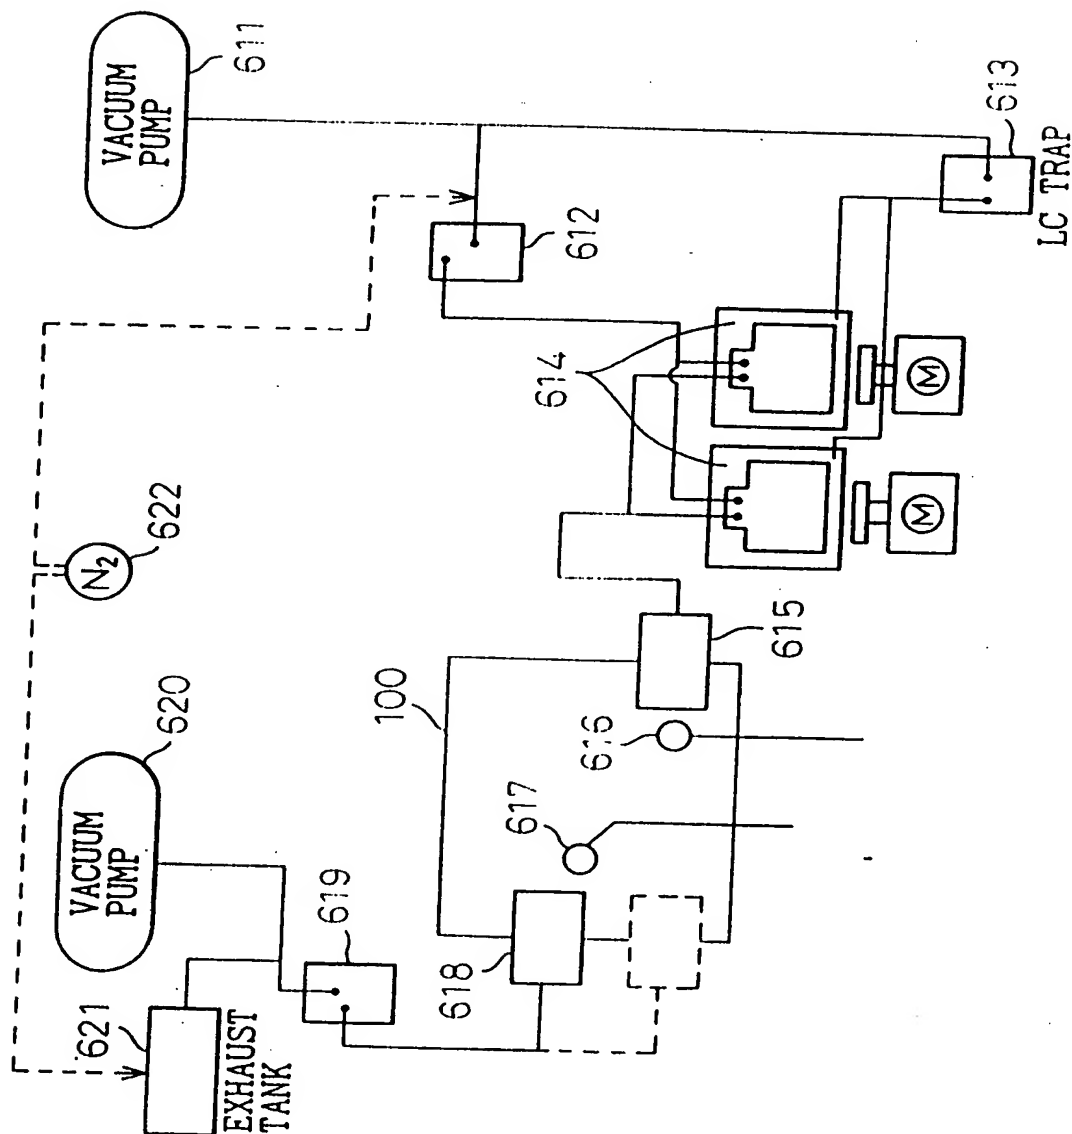 VACUUM
PUMP
611
612
613
LC TRAP
614
M
M
N₂
622
615
100
616
617
VACUUM
PUMP
620
619
618
621
EXHAUST
TANK